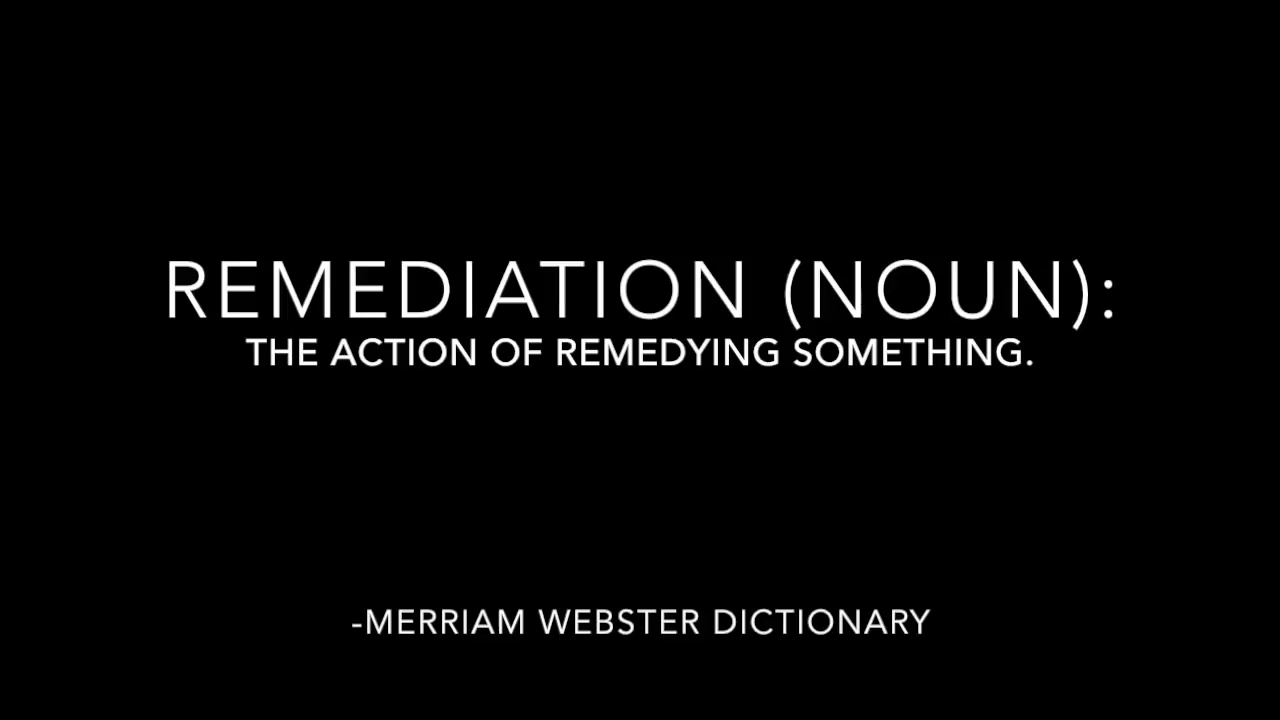 REMEDIATION (NOUN):
THE ACTION OF REMEDYING SOMETHING.
-MERRIAM WEBSTER DICTIONARY